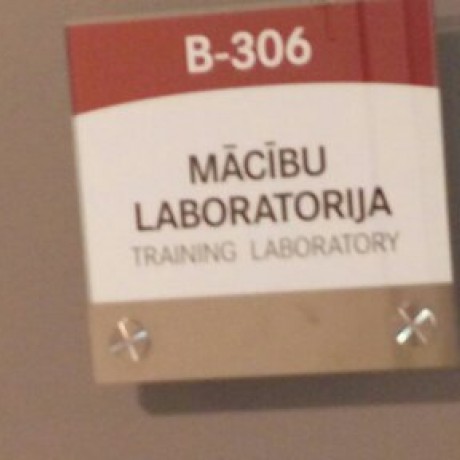 B-306
MĀCĪBU
LABORATORIJA
TRAINING LABORATORY